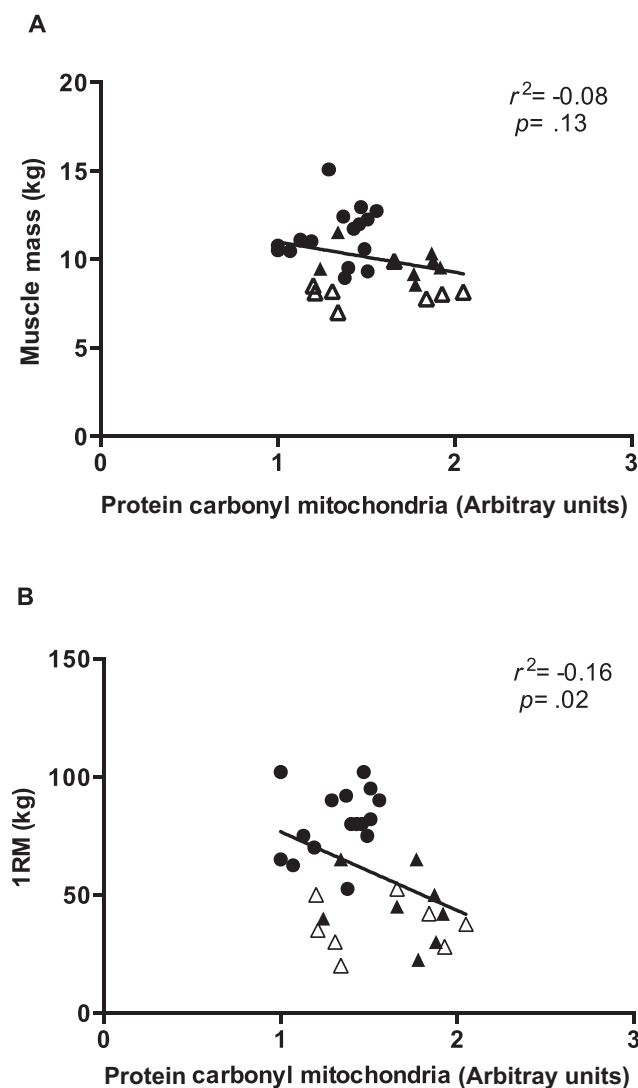 A
r²= -0.08
p= .13
20
15
10
5
0
Muscle mass (kg)
0 1 2 3
Protein carbonyl mitochondria (Arbitray units)
B
r²= -0.16
p= .02
150
100
50
0
1RM (kg)
0 1 2 3
Protein carbonyl mitochondria (Arbitray units)